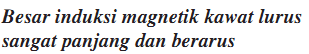 Besar induksi magnetik kawat lurus
sangat panjang dan berarus